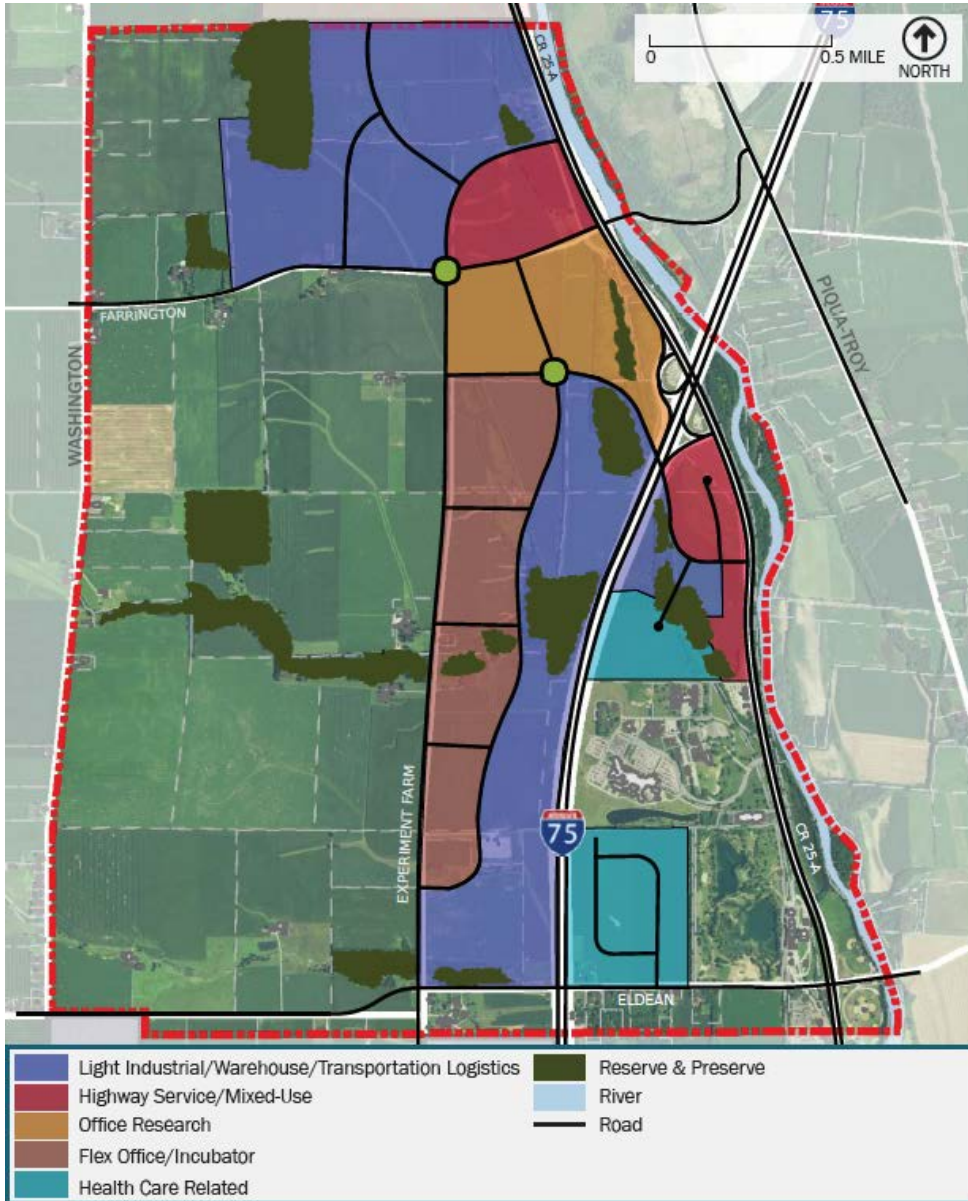 75
0
0.5 MILE
NORTH
CR 25-A
FARRINGTON
WASHINGTON
PIQUA-TROY
EXPERIMENT FARM
75
CR 25-A
ELDEAN
Light Industrial/Warehouse/Transportation Logistics
Highway Service/Mixed-Use
Office Research
Flex Office/Incubator
Health Care Related
Reserve & Preserve
River
Road